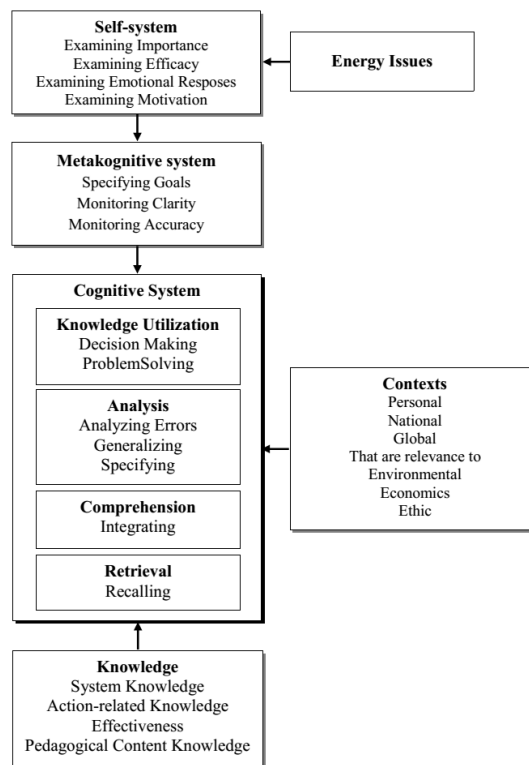 Self-system
Examining Importance
Examining Efficacy
Examining Emotional Resposes
Examining Motivation
Energy Issues
Metakognitive system
Specifying Goals
Monitoring Clarity
Monitoring Accuracy
Cognitive System
Knowledge Utilization
Decision Making
ProblemSolving
Analysis
Analyzing Errors
Generalizing
Specifying
Comprehension
Integrating
Retrieval
Recalling
Contexts
Personal
National
Global
That are relevance to
Environmental
Economics
Ethic
Knowledge
System Knowledge
Action-related Knowledge
Effectiveness
Pedagogical Content Knowledge